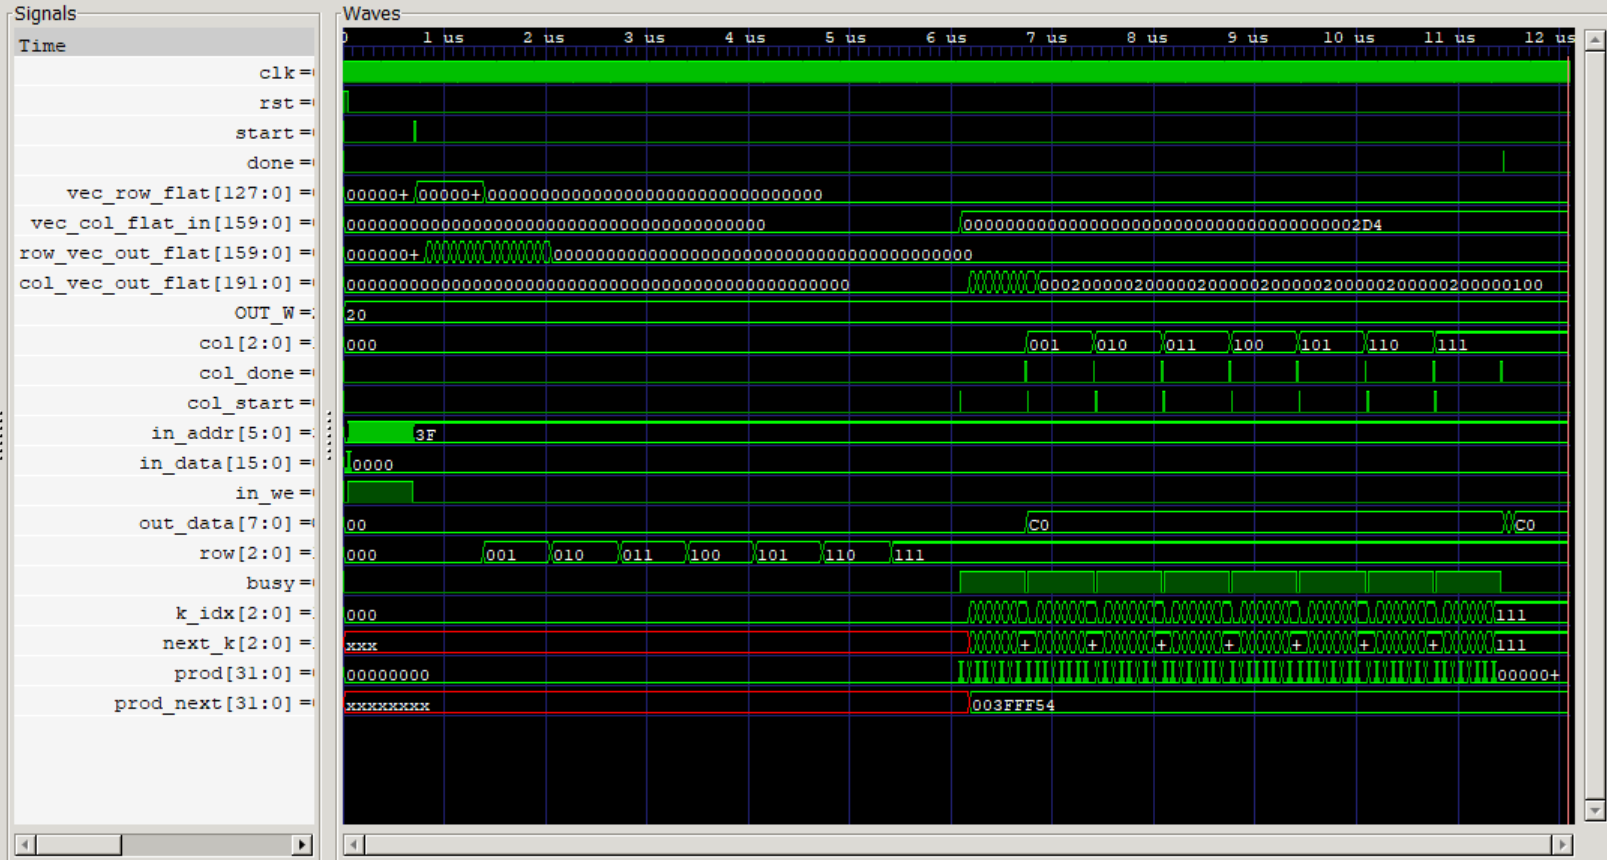 Signals
Waves
Time
0 1 us 2 us 3 us 4 us 5 us 6 us 7 us 8 us 9 us 10 us 11 us 12 us
clk =
rst =
start =
done =
vec_row_flat[127:0] = 00000+ 00000+ 00000000000000000000000000000000
vec_col_flat_in[159:0] = 0000000000000000000000000000000000000000 00000000000000000000000000000000000002D4
row_vec_out_flat[159:0] = 000000+ 0000000000000000000000000000000000000000
col_vec_out_flat[191:0] = 000000000000000000000000000000000000000000000000 000200000200000200000200000200000200000200000100
OUT_W = 20
col[2:0] = 000 001 010 011 100 101 110 111
col_done =
col_start =
in_addr[5:0] = 3F
in_data[15:0] = 0000
in_we =
out_data[7:0] = 00 C0 C0
row[2:0] = 000 001 010 011 100 101 110 111
busy =
k_idx[2:0] = 000 111
next_k[2:0] = xxx + + + + + + + 111
prod[31:0] = 00000000 00000+
prod_next[31:0] = xxxxxxxx 003FFF54